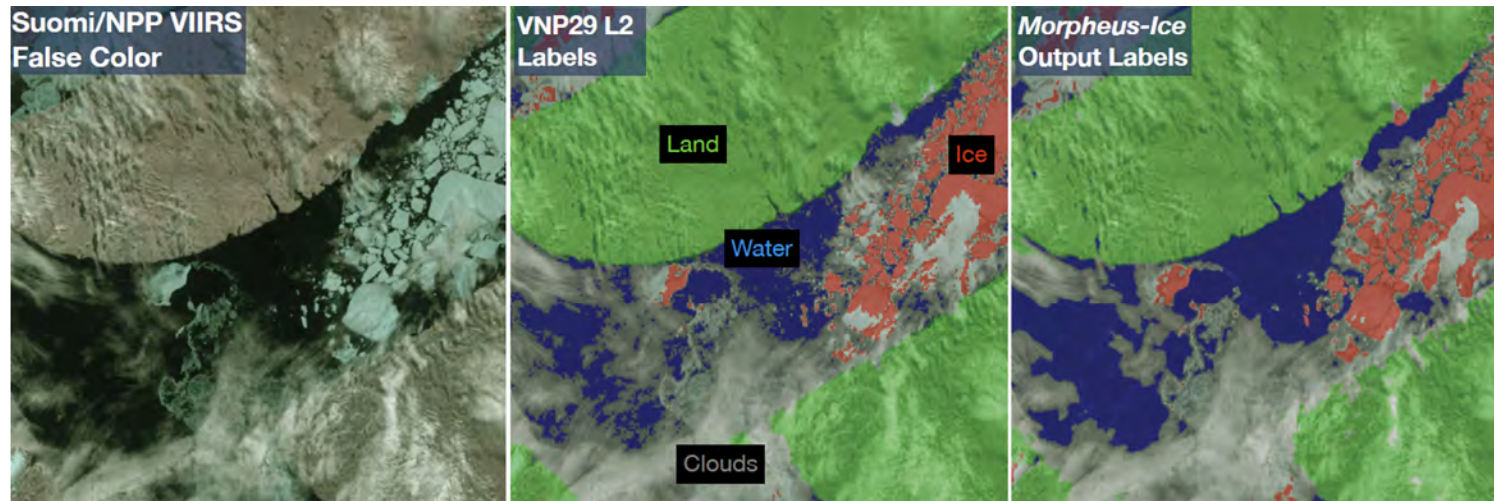 Suomi/NPP VIIRS
False Color
VNP29 L2
Labels
Morpheus-Ice
Output Labels
Land
Ice
Water
Clouds